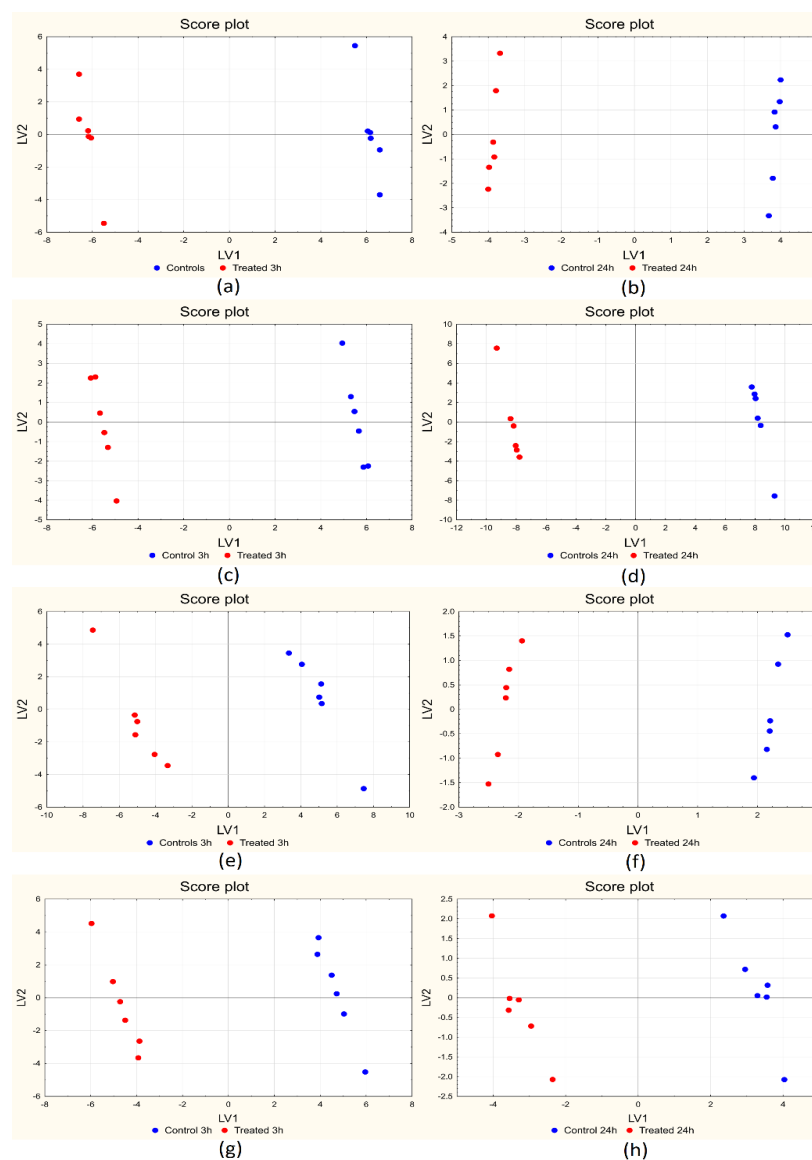 Score plot
LV2
6
4
2
0
-2
-4
-6
-8 -6 -4 -2 0 2 4 6 8
LV1
Controls Treated 3h
(a)
Score plot
LV2
4
3
2
1
0
-1
-2
-3
-4
-5 -4 -3 -2 -1 0 1 2 3 4
LV1
Control 24h Treated 24h
(b)
Score plot
LV2
5
4
3
2
1
0
-1
-2
-3
-4
-5
-8 -6 -4 -2 0 2 4 6 8
LV1
Control 3h Treated 3h
(c)
Score plot
LV2
10
8
6
4
2
0
-2
-4
-6
-8
-10
-12 -10 -8 -6 -4 -2 0 2 4 6 8 10 12
LV1
Controls 24h Treated 24h
(d)
Score plot
LV2
6
4
2
0
-2
-4
-6
-10 -8 -6 -4 -2 0 2 4 6 8 10
LV1
Controls 3h Treated 3h
(e)
Score plot
LV2
2.0
1.5
1.0
0.5
0.0
-0.5
-1.0
-1.5
-2.0
-3 -2 -1 0 1 2
LV1
Controls 24h Treated 24h
(f)
Score plot
LV2
6
4
2
0
-2
-4
-6
-8 -6 -4 -2 0 2 4 6 8
LV1
Control 3h Treated 3h
(g)
Score plot
LV2
2.5
2.0
1.5
1.0
0.5
0.0
-0.5
-1.0
-1.5
-2.0
-2.5
-4 -2 0 2 4
LV1
Control 24h Treated 24h
(h)